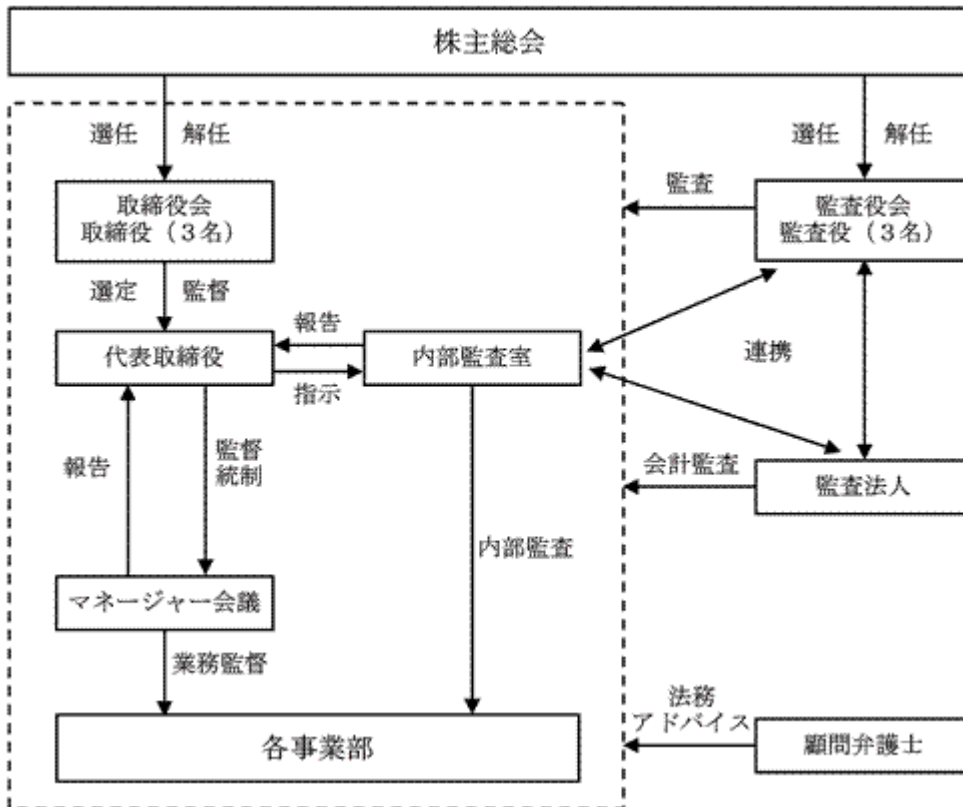 株主総会
選任
解任
選任
解任
取締役会
取締役（３名）
監査
監査役会
監査役（３名）
選定
監督
報告
代表取締役
内部監査室
連携
指示
報告
監督
統制
会計監査
監査法人
内部監査
マネージャー会議
業務監督
法務
アドバイス
各事業部
顧問弁護士